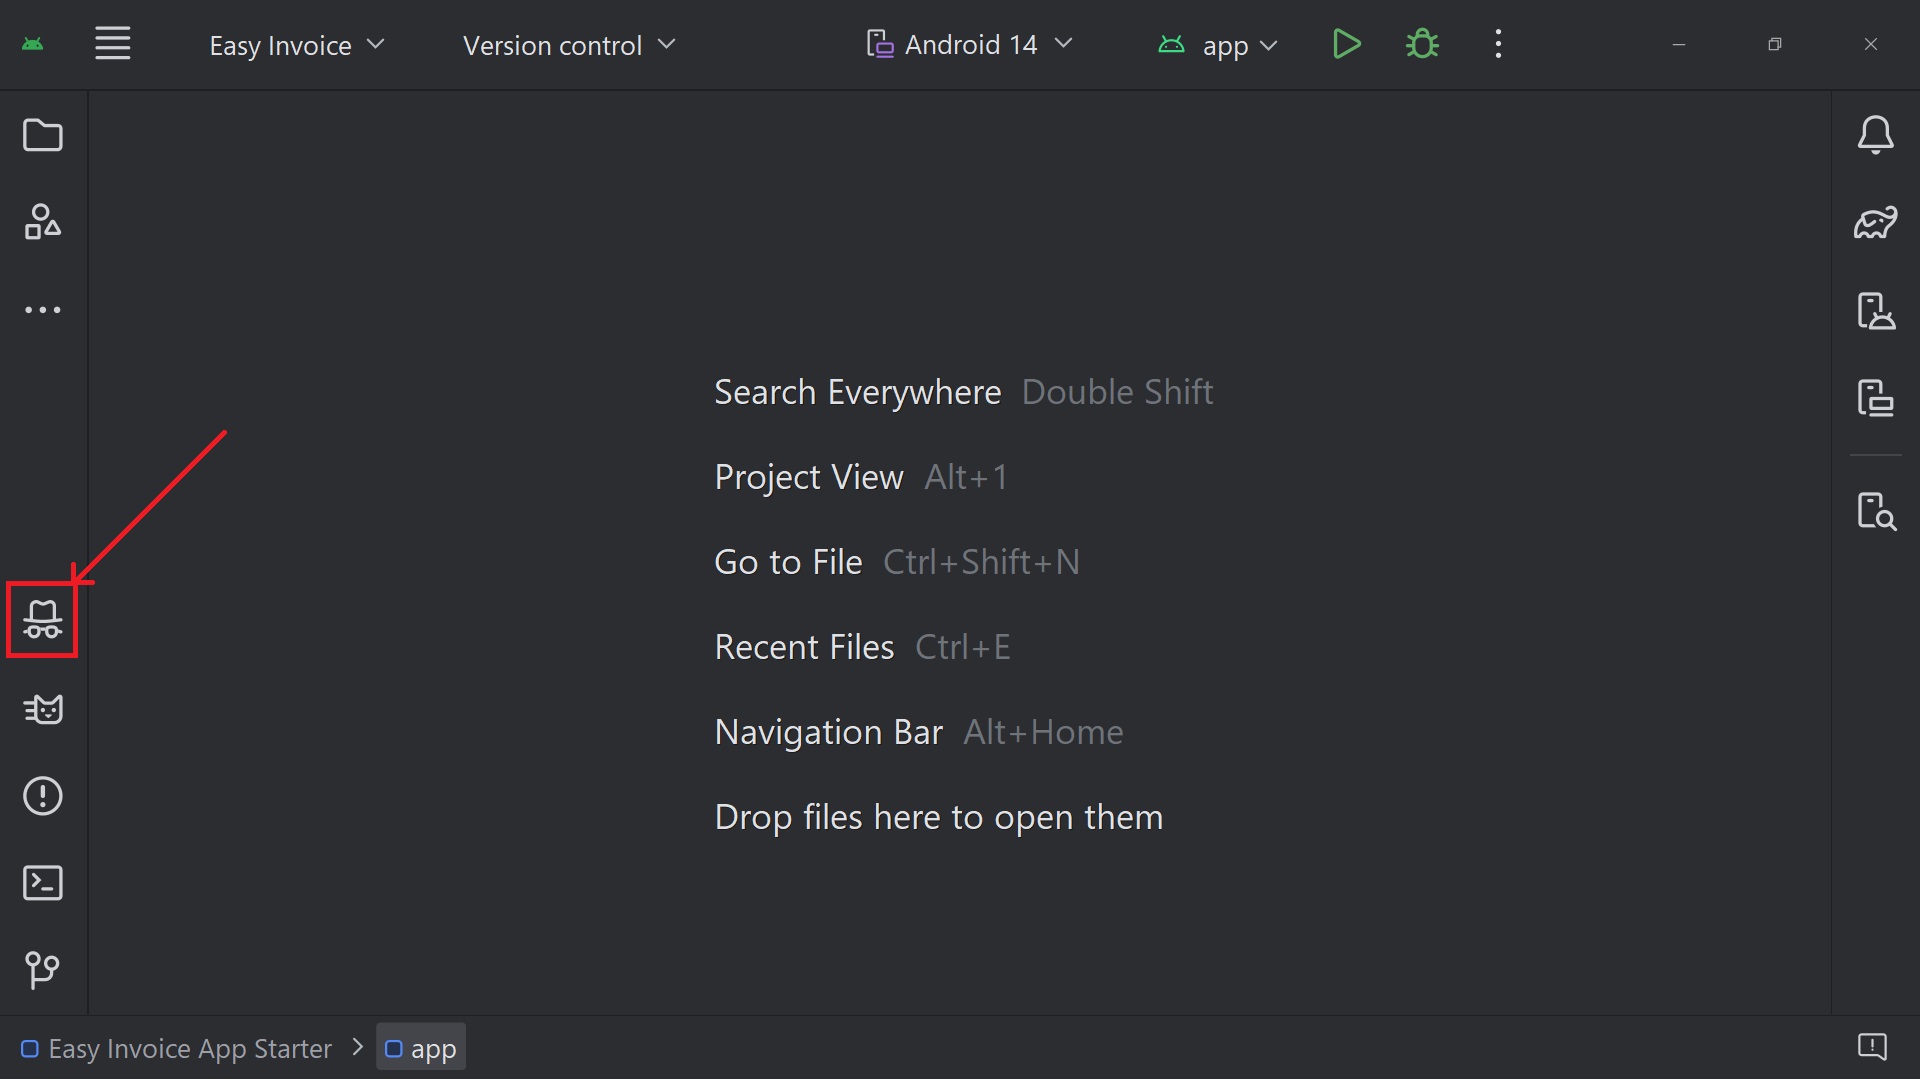 Easy Invoice
Version control
Android 14
app
Search Everywhere Double Shift
Project View Alt+1
Go to File Ctrl+Shift+N
Recent Files Ctrl+E
Navigation Bar Alt+Home
Drop files here to open them
Easy Invoice App Starter > app